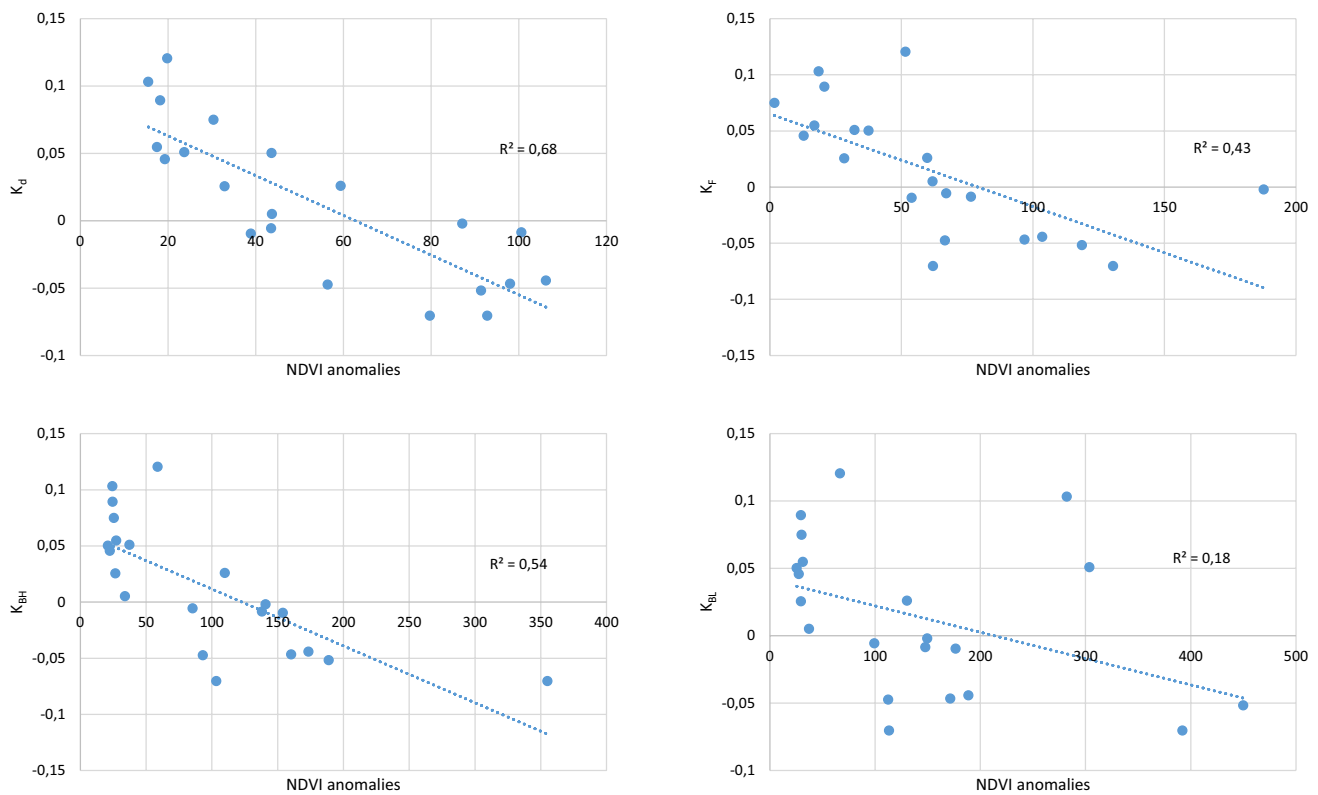 0,15
0,1
0,05
0
-0,05
-0,1
0 20 40 60 80 100 120
K_d
NDVI anomalies
R² = 0,68
0,15
0,1
0,05
0
-0,05
-0,1
-0,15
0 50 100 150 200
K_F
NDVI anomalies
R² = 0,43
0,15
0,1
0,05
0
-0,05
-0,1
-0,15
0 50 100 150 200 250 300 350 400
K_BH
NDVI anomalies
R² = 0,54
0,15
0,1
0,05
0
-0,05
-0,1
0 100 200 300 400 500
K_BL
NDVI anomalies
R² = 0,18